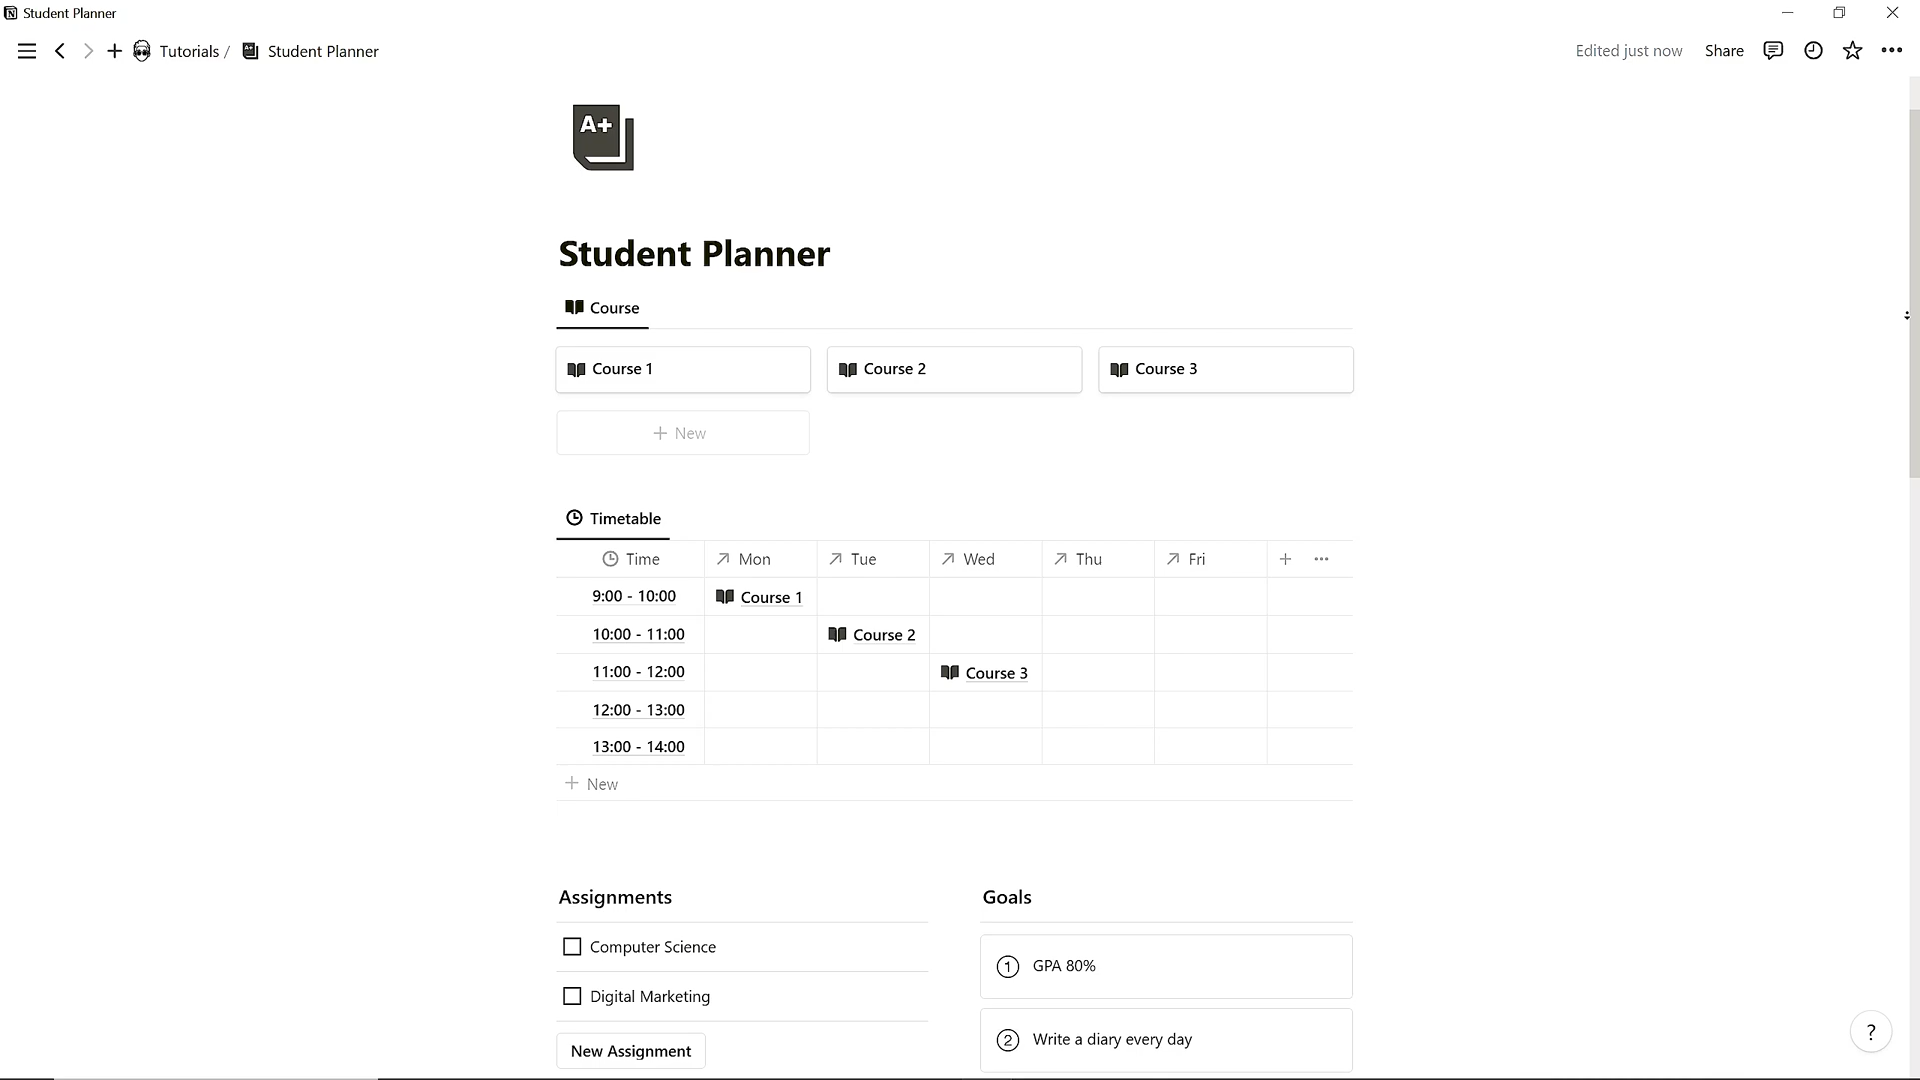 Student Planner
Tutorials / Student Planner
Edited just now Share
A+
Student Planner
Course
Course 1 Course 2 Course 3
+ New
Timetable
Time Mon Tue Wed Thu Fri + •••
9:00 - 10:00 Course 1
10:00 - 11:00 Course 2
11:00 - 12:00 Course 3
12:00 - 13:00
13:00 - 14:00
+ New
Assignments
Computer Science
Digital Marketing
New Assignment
Goals
1 GPA 80%
2 Write a diary every day
?